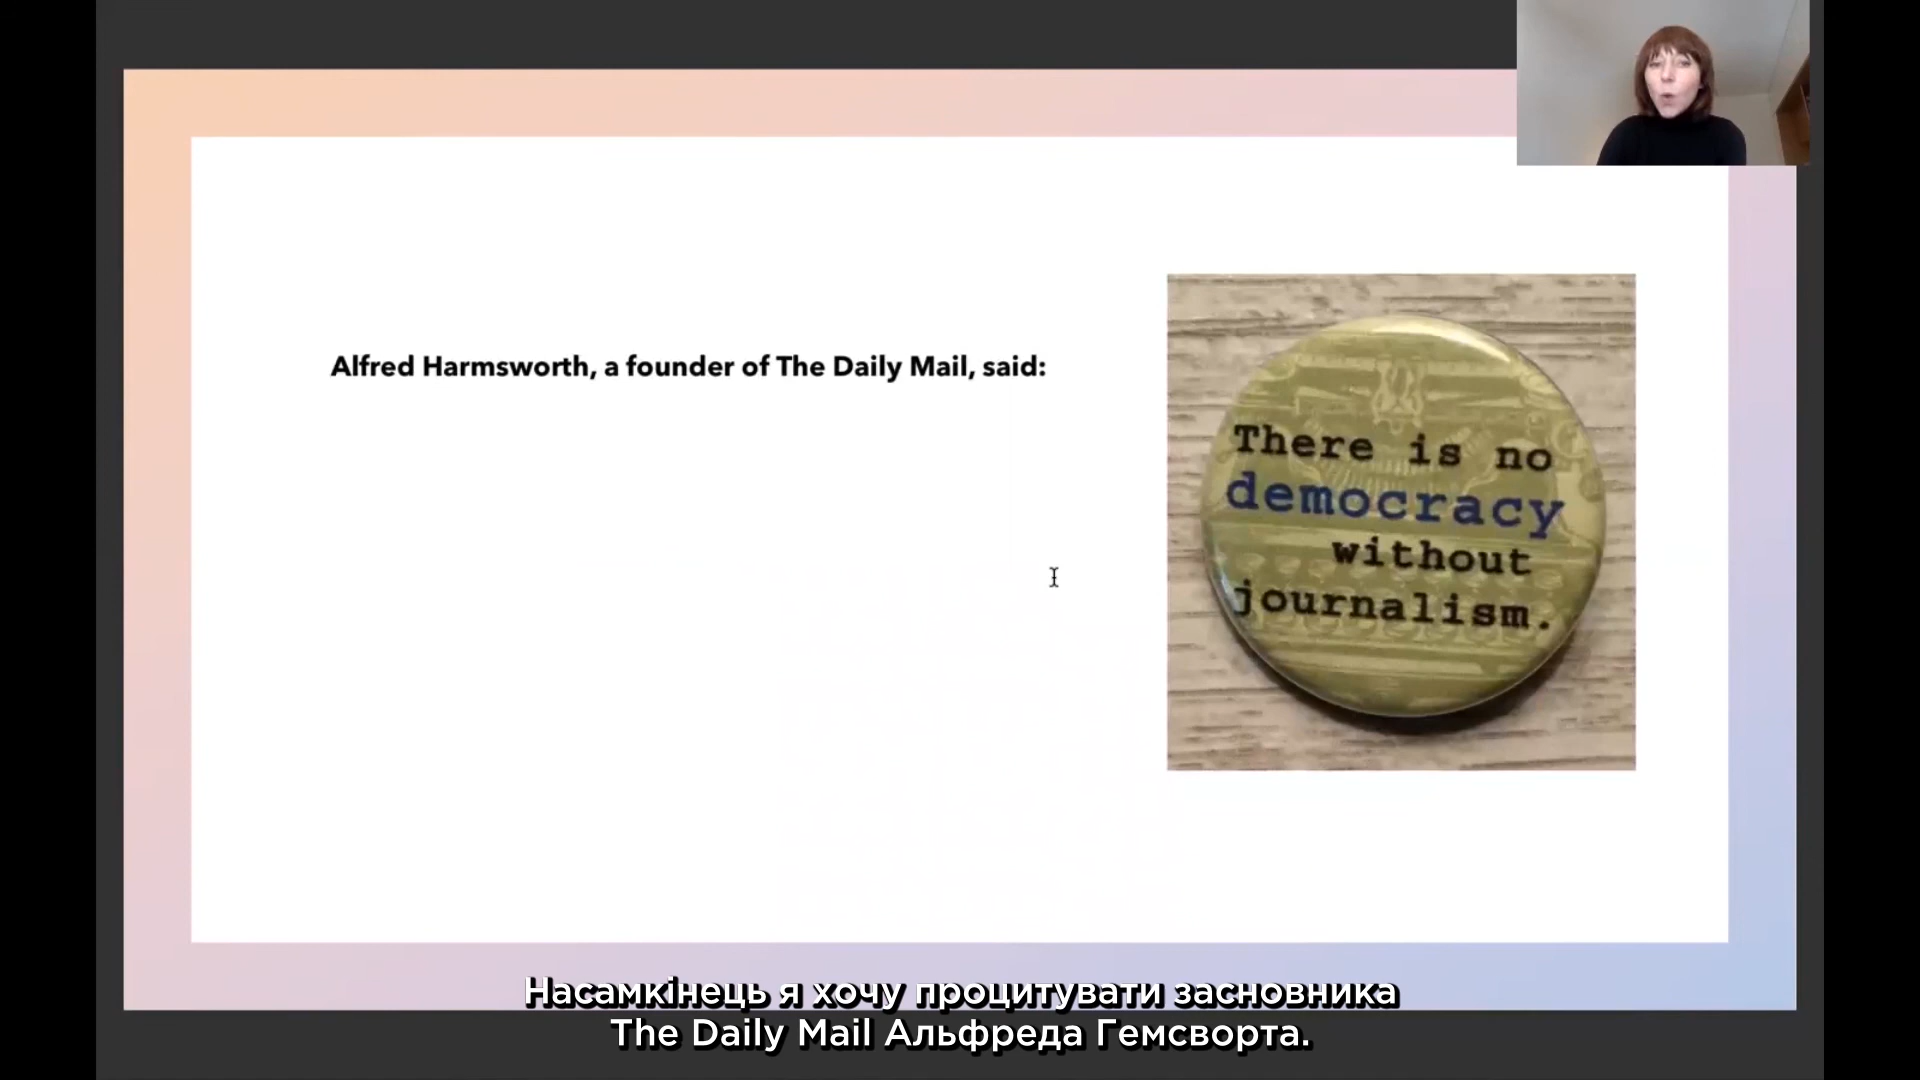 Alfred Harmsworth, a founder of The Daily Mail, said:
There is no
democracy
without
journalism.
Насамкінець я хочу процитувати засновника
The Daily Mail Альфреда Гемсворта.